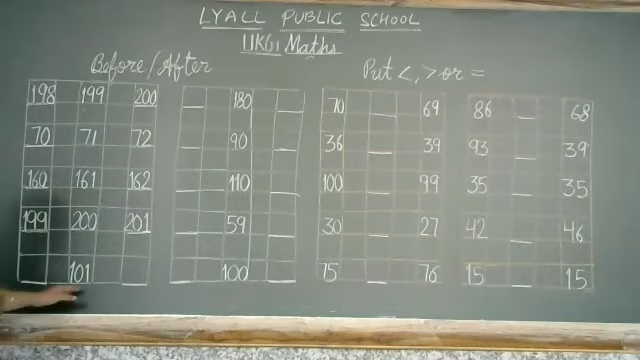 LYALL PUBLIC SCHOOL
UKG Maths
Before/After
Put <, > or =
198 199 200 _ 180 _ 70 _ 69 86 _ 68
70 71 72 _ 90 _ 36 _ 39 93 _ 39
160 161 162 _ 110 _ 100 _ 99 35 _ 35
199 200 201 _ 59 _ 30 _ 27 42 _ 46
_ 101 _ _ 100 _ 75 _ 76 15 _ 15